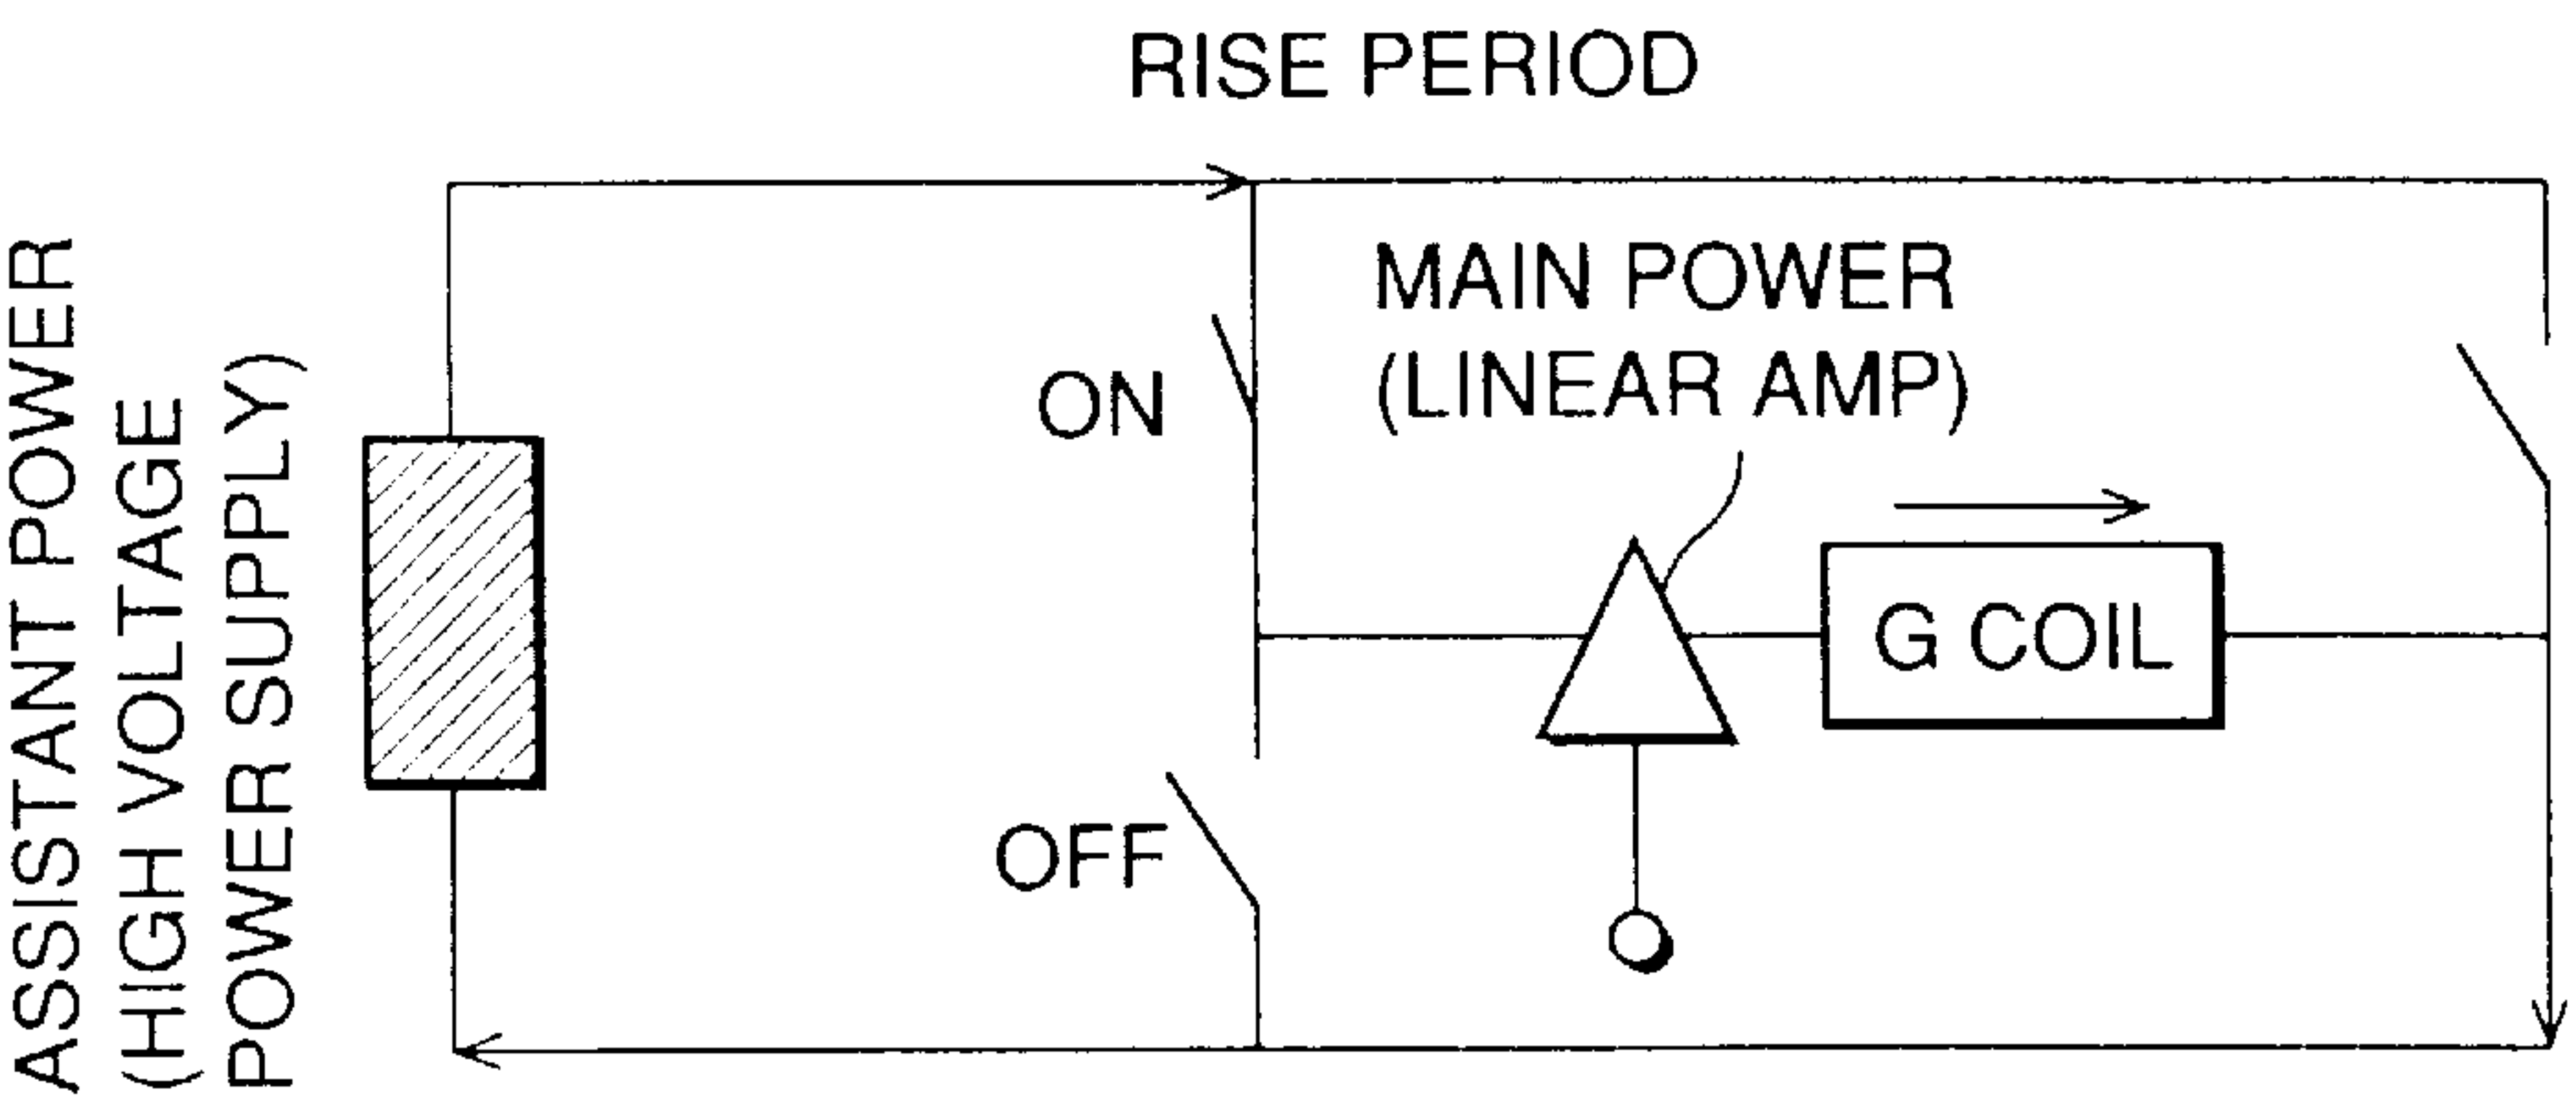 RISE PERIOD
ASSISTANT POWER
(HIGH VOLTAGE
POWER SUPPLY)
MAIN POWER
(LINEAR AMP)
ON
G COIL
OFF